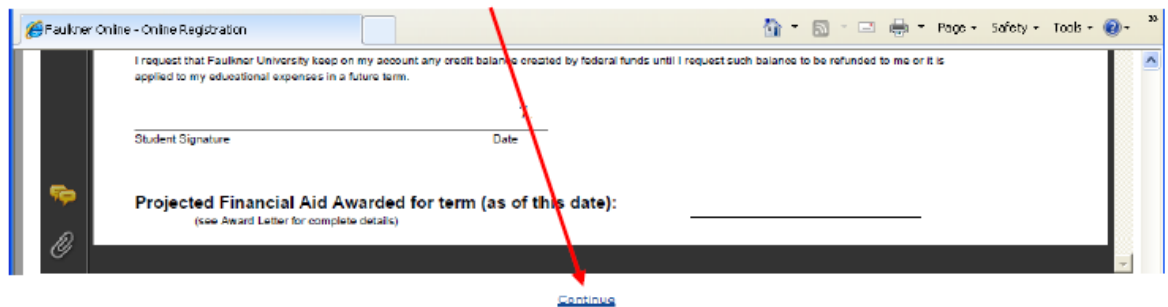 Faulkner Online - Online Registration
Page Safety Tools
I request that Faulkner University keep on my account any credit balance created by federal funds until I request such balance to be refunded to me or it is
applied to my educational expenses in a future term.
Student Signature Date
Projected Financial Aid Awarded for term (as of this date):
(see Award Letter for complete details)
Continue